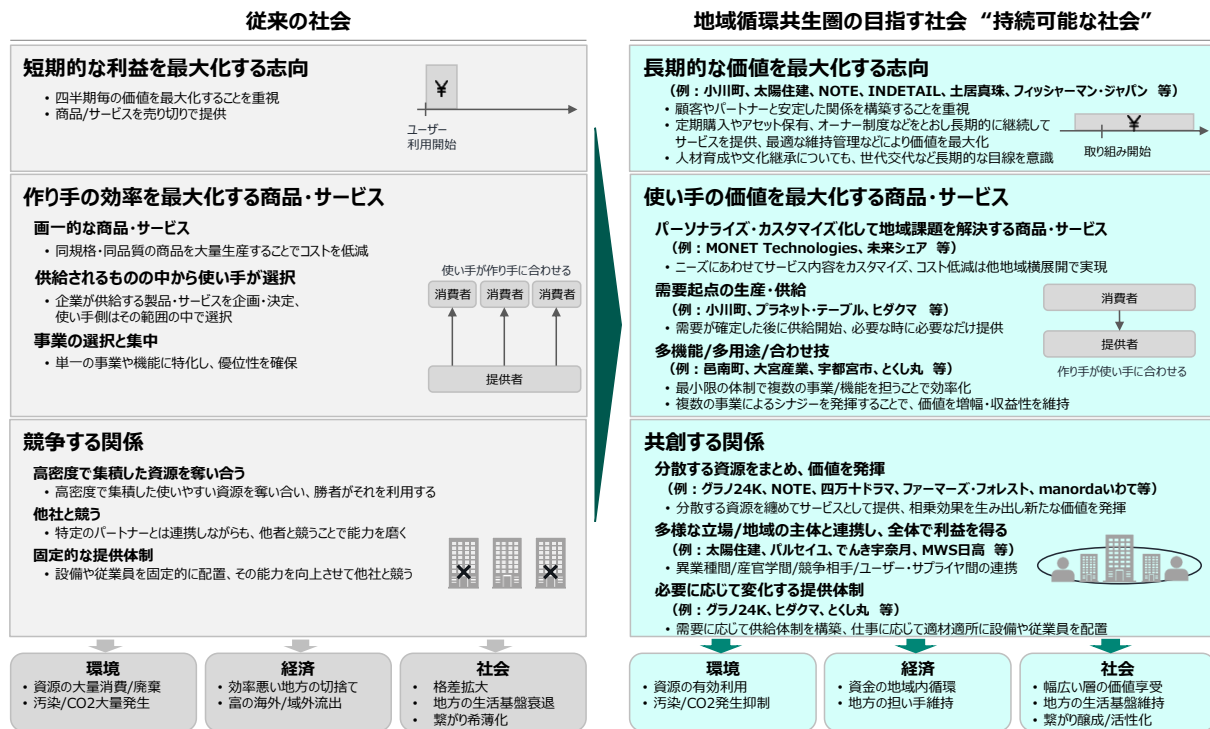 従来の社会
短期的な利益を最大化する志向
• 四半期毎の価値を最大化することを重視
• 商品/サービスを売り切りで提供
¥
ユーザー
利用開始
作り手の効率を最大化する商品・サービス
画一的な商品・サービス
• 同規格・同品質の商品を大量生産することでコストを低減
供給されるものの中から使い手が選択
• 企業が供給する製品・サービスを企画・決定、
使い手側はその範囲の中で選択
事業の選択と集中
• 単一の事業や機能に特化し、優位性を確保
使い手が作り手に合わせる
消費者 消費者 消費者
提供者
競争する関係
高密度で集積した資源を奪い合う
• 高密度で集積した使いやすい資源を奪い合い、勝者がそれを利用する
他社と競う
• 特定のパートナーとは連携しながらも、他者と競うことで能力を磨く
固定的な提供体制
• 設備や従業員を固定的に配置、その能力を向上させて他社と競う
環境
• 資源の大量消費/廃棄
• 汚染/CO2大量発生
経済
• 効率悪い地方の切捨て
• 富の海外/域外流出
社会
• 格差拡大
• 地方の生活基盤衰退
• 繋がり希薄化
地域循環共生圏の目指す社会 “持続可能な社会”
長期的な価値を最大化する志向
（例：小川町、太陽住建、NOTE、INDETAIL、土居真珠、フィッシャーマン・ジャパン 等）
• 顧客やパートナーと安定した関係を構築することを重視
• 定期購入やアセット保有、オーナー制度などをとおし長期的に継続して
サービスを提供、最適な維持管理などにより価値を最大化
• 人材育成や文化継承についても、世代交代など長期的な目線を意識
¥
取り組み開始
使い手の価値を最大化する商品・サービス
パーソナライズ・カスタマイズ化して地域課題を解決する商品・サービス
（例：MONET Technologies、未来シェア 等）
• ニーズにあわせてサービス内容をカスタマイズ、コスト低減は他地域横展開で実現
需要起点の生産・供給
（例：小川町、プラネット・テーブル、ヒダクマ 等）
• 需要が確定した後に供給開始、必要な時に必要なだけ提供
多機能/多用途/合わせ技
（例：邑南町、大宮産業、宇都宮市、とくし丸 等）
• 最小限の体制で複数の事業/機能を担うことで効率化
• 複数の事業によるシナジーを発揮することで、価値を増幅・収益性を維持
消費者
提供者
作り手が使い手に合わせる
共創する関係
分散する資源をまとめ、価値を発揮
（例：グラノ24K、NOTE、四万十ドラマ、ファーマーズ・フォレスト、manordaいわて等）
• 分散する資源を纏めてサービスとして提供、相乗効果を生み出し新たな価値を発揮
多様な立場/地域の主体と連携し、全体で利益を得る
（例：太陽住建、パルセイユ、でんき宇奈月、MWS日高 等）
• 異業種間/産官学間/競争相手/ユーザー・サプライヤ間の連携
必要に応じて変化する提供体制
（例：グラノ24K、ヒダクマ、とくし丸 等）
• 需要に応じて供給体制を構築、仕事に応じて適材適所に設備や従業員を配置
環境
• 資源の有効利用
• 汚染/CO2発生抑制
経済
• 資金の地域内循環
• 地方の担い手維持
社会
• 幅広い層の価値享受
• 地方の生活基盤維持
• 繋がり醸成/活性化